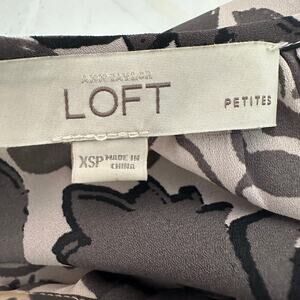 ANN TAYLOR
LOFT
PETITES
XSP MADE IN
CHINA